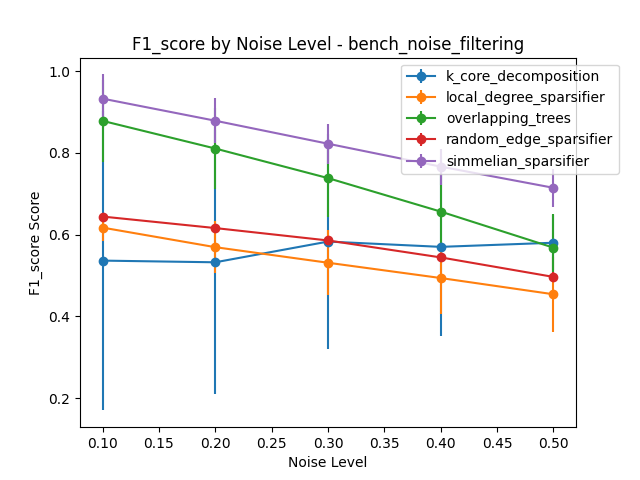 F1_score by Noise Level - bench_noise_filtering
k_core_decomposition
local_degree_sparsifier
overlapping_trees
random_edge_sparsifier
simmelian_sparsifier
F1_score Score
1.0
0.8
0.6
0.4
0.2
0.10 0.15 0.20 0.25 0.30 0.35 0.40 0.45 0.50
Noise Level